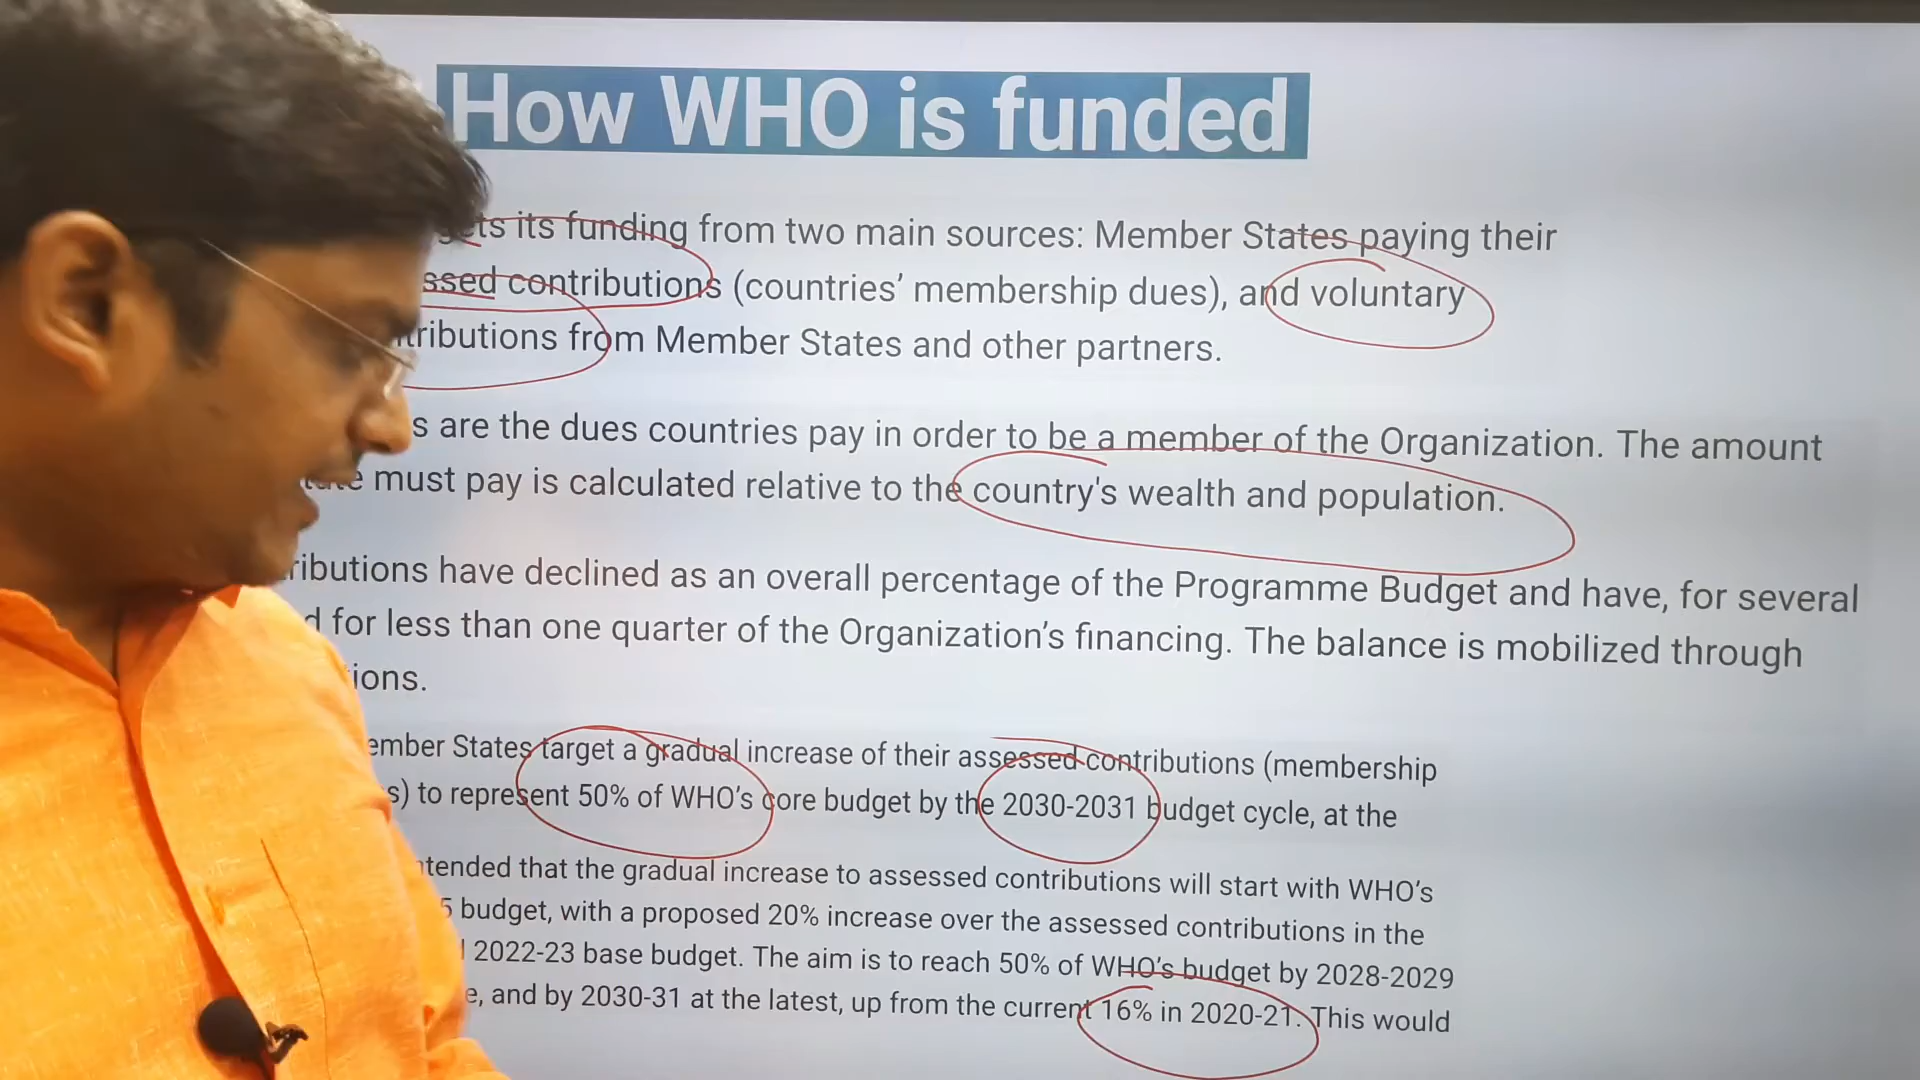 How WHO is funded
its funding from two main sources: Member States paying their
contributions (countries’ membership dues), and voluntary
from Member States and other partners.
are the dues countries pay in order to be a member of the Organization. The amount
must pay is calculated relative to the country's wealth and population.
have declined as an overall percentage of the Programme Budget and have, for several
for less than one quarter of the Organization’s financing. The balance is mobilized through
States target a gradual increase of their assessed contributions (membership
to represent 50% of WHO’s core budget by the 2030-2031 budget cycle, at the
that the gradual increase to assessed contributions will start with WHO’s
budget, with a proposed 20% increase over the assessed contributions in the
2022-23 base budget. The aim is to reach 50% of WHO’s budget by 2028-2029
and by 2030-31 at the latest, up from the current 16% in 2020-21. This would